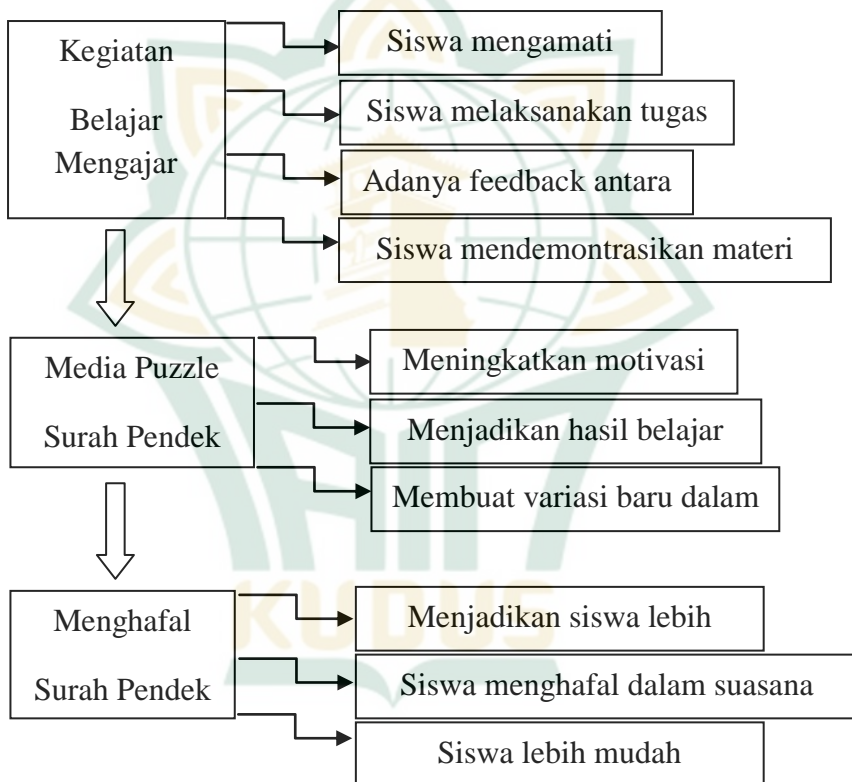 Kegiatan
Belajar
Mengajar
Siswa mengamati
Siswa melaksanakan tugas
Adanya feedback antara
Siswa mendemontrasikan materi
Media Puzzle
Surah Pendek
Meningkatkan motivasi
Menjadikan hasil belajar
Membuat variasi baru dalam
Menghafal
Surah Pendek
Menjadikan siswa lebih
Siswa menghafal dalam suasana
Siswa lebih mudah
KUDUS